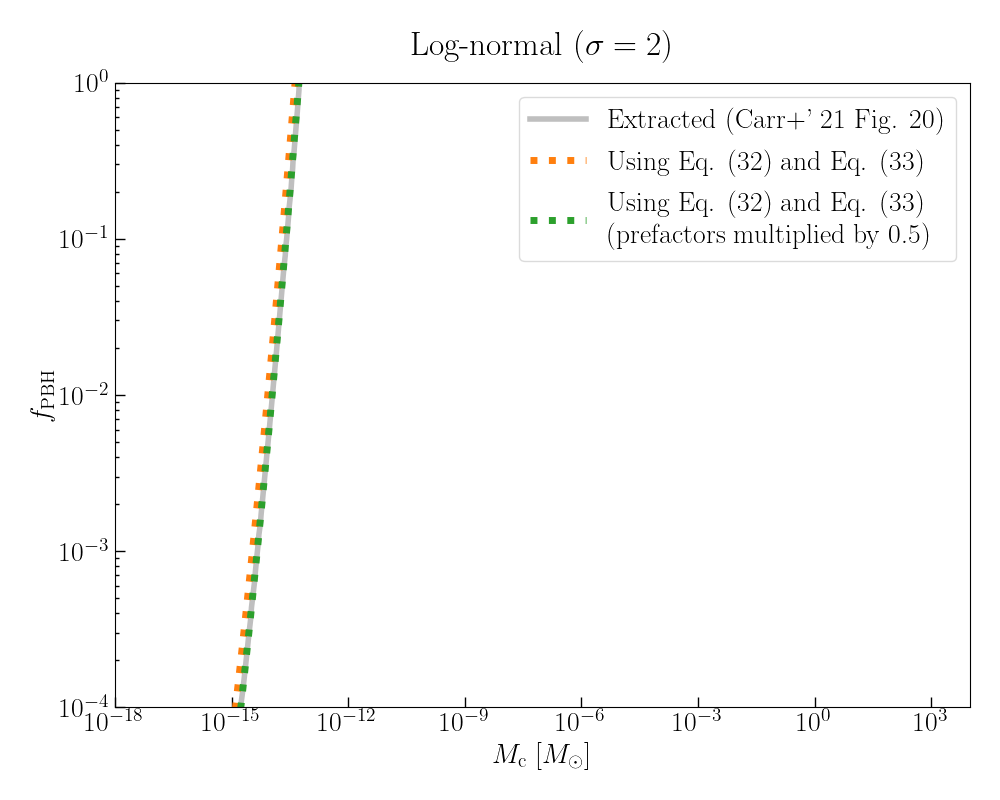 Log-normal (σ = 2)
Extracted (Carr+' 21 Fig. 20)
Using Eq. (32) and Eq. (33)
Using Eq. (32) and Eq. (33)
(prefactors multiplied by 0.5)
f_PBH
10^0
10^−1
10^−2
10^−3
10^−4
10^−18 10^−15 10^−12 10^−9 10^−6 10^−3 10^0 10^3
M_c [M_⊙]